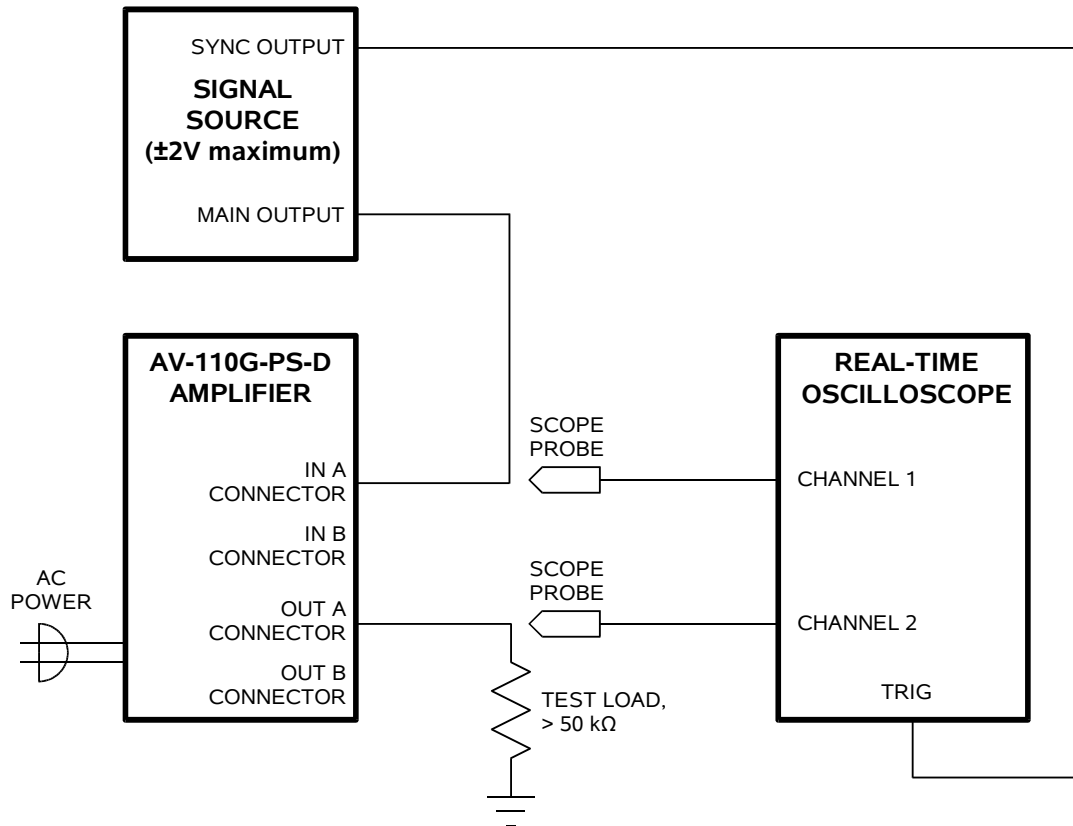 SYNC OUTPUT
SIGNAL
SOURCE
(±2V maximum)
MAIN OUTPUT
AV-110G-PS-D
AMPLIFIER
IN A
CONNECTOR
IN B
CONNECTOR
OUT A
CONNECTOR
OUT B
CONNECTOR
AC
POWER
SCOPE
PROBE
SCOPE
PROBE
TEST LOAD,
> 50 kΩ
REAL-TIME
OSCILLOSCOPE
CHANNEL 1
CHANNEL 2
TRIG